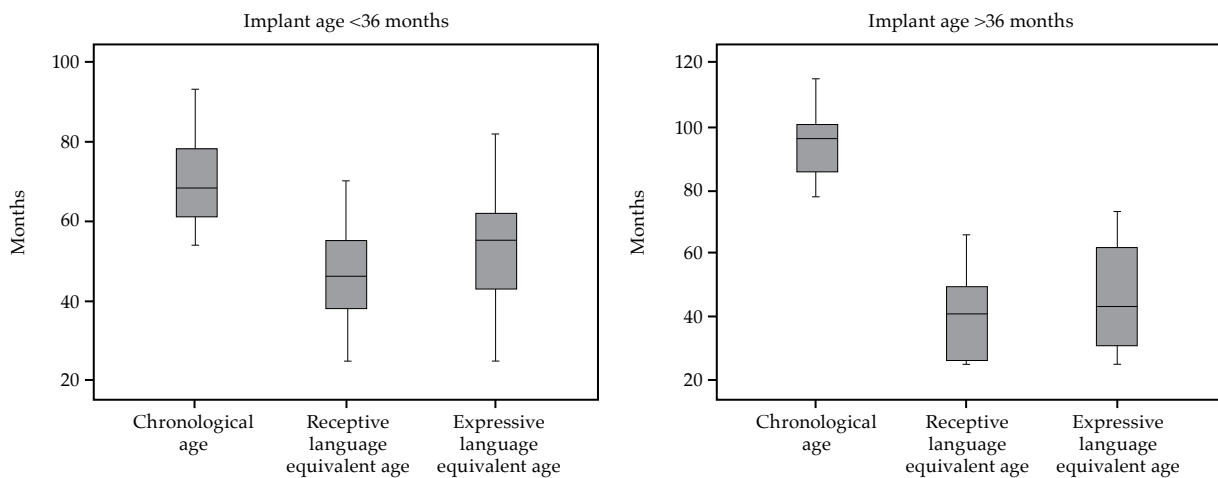 Implant age <36 months
100
80
60
40
20
Months
Chronological
age
Receptive
language
equivalent age
Expressive
language
equivalent age
Implant age >36 months
120
100
80
60
40
20
Months
Chronological
age
Receptive
language
equivalent age
Expressive
language
equivalent age